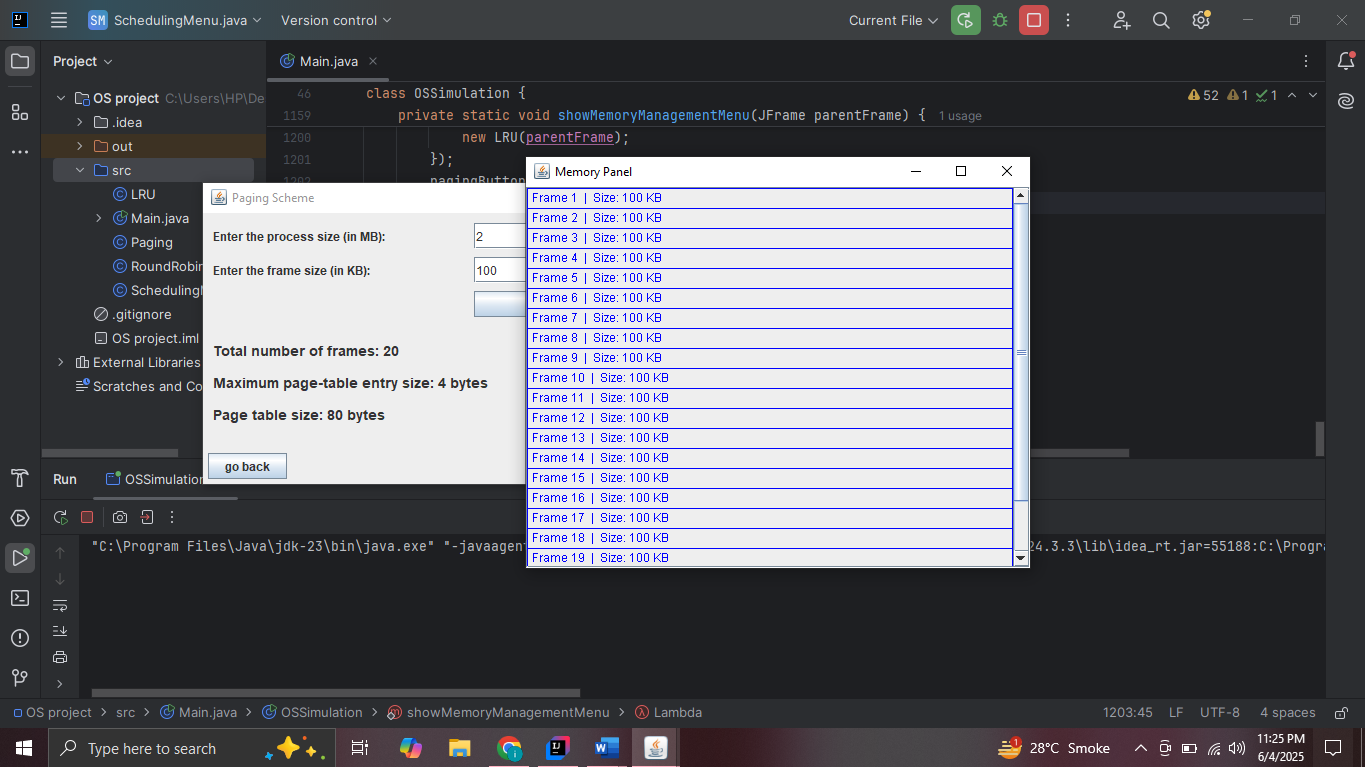 SM SchedulingMenu.java Version control Current File
Project
Main.java
OS project C:\Users\HP\De
.idea
out
src
LRU
Main.java
Paging
RoundRobin
Scheduling
.gitignore
OS project.iml
External Libraries
Scratches and Co
46 class OSSimulation {
52 1 1
1159 private static void showMemoryManagementMenu(JFrame parentFrame) { 1 usage
1200 new LRU(parentFrame);
1201 });
1202 pagingButton
Paging Scheme
Enter the process size (in MB): 2
Enter the frame size (in KB): 100
Total number of frames: 20
Maximum page-table entry size: 4 bytes
Page table size: 80 bytes
go back
Memory Panel
Frame 1 | Size: 100 KB
Frame 2 | Size: 100 KB
Frame 3 | Size: 100 KB
Frame 4 | Size: 100 KB
Frame 5 | Size: 100 KB
Frame 6 | Size: 100 KB
Frame 7 | Size: 100 KB
Frame 8 | Size: 100 KB
Frame 9 | Size: 100 KB
Frame 10 | Size: 100 KB
Frame 11 | Size: 100 KB
Frame 12 | Size: 100 KB
Frame 13 | Size: 100 KB
Frame 14 | Size: 100 KB
Frame 15 | Size: 100 KB
Frame 16 | Size: 100 KB
Frame 17 | Size: 100 KB
Frame 18 | Size: 100 KB
Frame 19 | Size: 100 KB
Run OSSimulation
"C:\Program Files\Java\jdk-23\bin\java.exe" "-javaagent 24.3.3\lib\idea_rt.jar=55188:C:\Progra
OS project > src > Main.java > OSSimulation > showMemoryManagementMenu > Lambda
1203:45 LF UTF-8 4 spaces
Type here to search
1 28°C Smoke
11:25 PM
6/4/2025